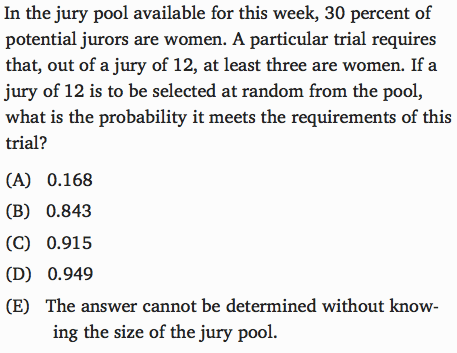 In the jury pool available for this week, 30 percent of
potential jurors are women. A particular trial requires
that, out of a jury of 12, at least three are women. If a
jury of 12 is to be selected at random from the pool,
what is the probability it meets the requirements of this
trial?
(A) 0.168
(B) 0.843
(C) 0.915
(D) 0.949
(E) The answer cannot be determined without know-
ing the size of the jury pool.